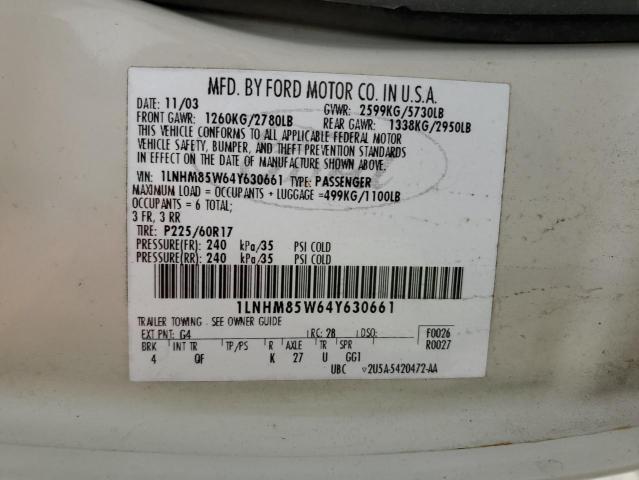 MFD. BY FORD MOTOR CO. IN U.S.A.
DATE: 11/03 GVWR: 2599KG/5730LB
FRONT GAWR: 1260KG/2780LB REAR GAWR: 1338KG/2950LB
THIS VEHICLE CONFORMS TO ALL APPLICABLE FEDERAL MOTOR
VEHICLE SAFETY, BUMPER, AND THEFT PREVENTION STANDARDS
IN EFFECT ON THE DATE OF MANUFACTURE SHOWN ABOVE.
VIN: 1LNHM85W64Y630661 TYPE: PASSENGER
MAXIMUM LOAD = OCCUPANTS + LUGGAGE =499KG/1100LB
OCCUPANTS = 6 TOTAL;
3 FR, 3 RR
TIRE: P225/60R17
PRESSURE(FR) 240 kPa/35 PSI COLD
PRESSURE(RR) 240 kPa/35 PSI COLD
1LNHM85W64Y630661
TRAILER TOWING - SEE OWNER GUIDE
EXT PNT: G4 RC: 28 DSO: F0026
BRK INT TR TP/PS R AXLE TR SPR R0027
4 QF K 27 U GG1
UBC 2U5A-5420472-AA